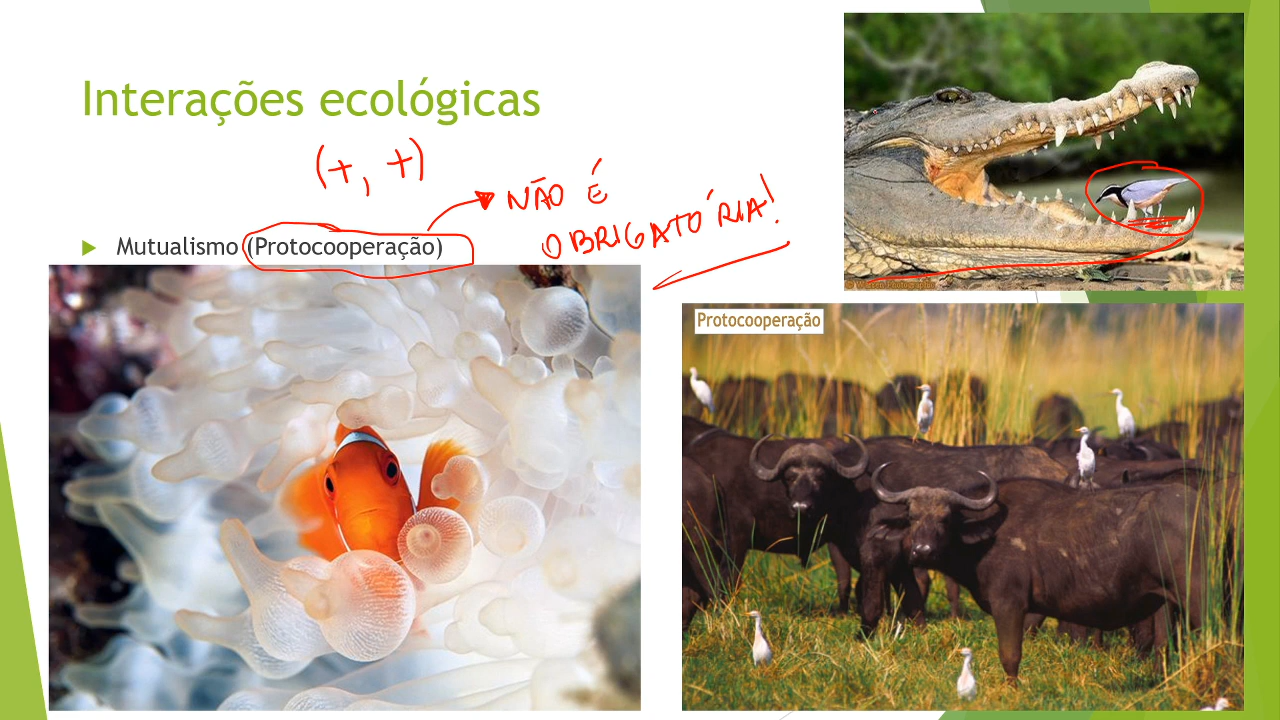 Interações ecológicas
(+, +)
NÃO É
OBRIGATÓRIA!
Mutualismo (Protocooperação)
Protocooperação